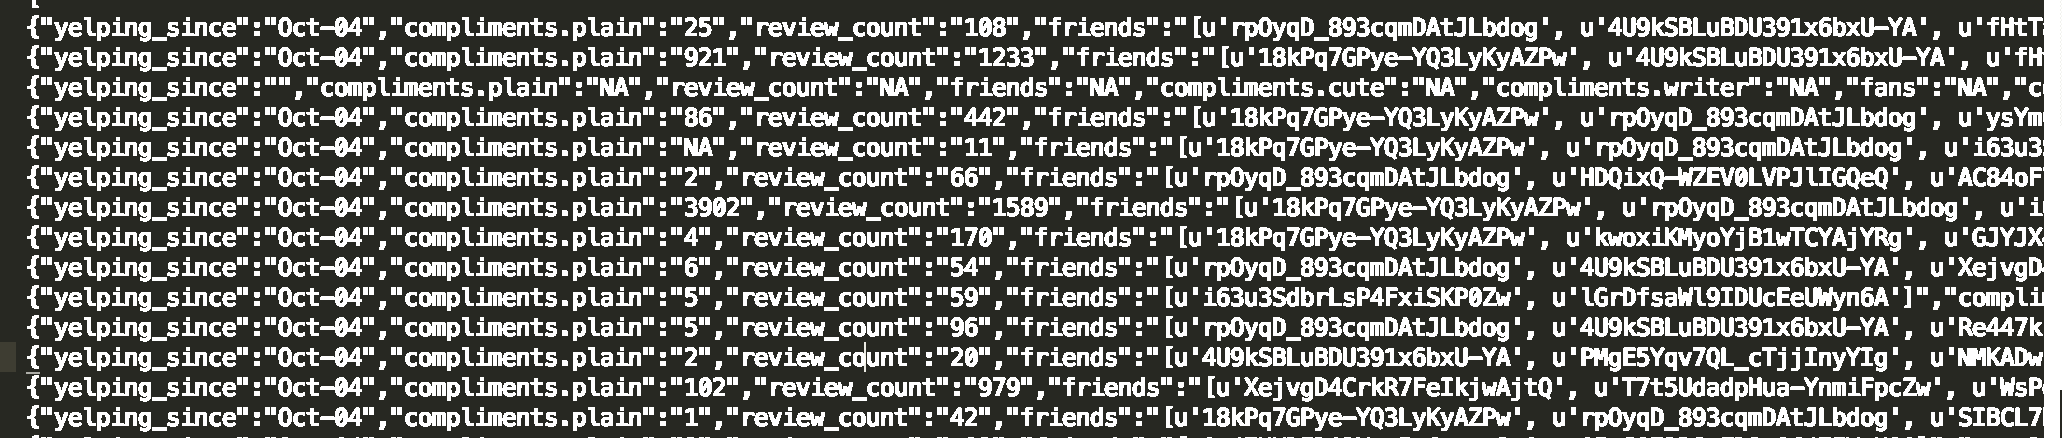 [
{"yelping_since":"Oct-04","compliments.plain":"25","review_count":"108","friends":"[u'rpOyqD_893cqmDAtJLbdog', u'4U9kSBLuBDU391x6bxU-YA', u'fHtT
{"yelping_since":"Oct-04","compliments.plain":"921","review_count":"1233","friends":"[u'18kPq7GPye-YQ3LyKyAZPw', u'4U9kSBLuBDU391x6bxU-YA', u'fH
{"yelping_since":"","compliments.plain":"NA","review_count":"NA","friends":"NA","compliments.cute":"NA","compliments.writer":"NA","fans":"NA","c
{"yelping_since":"Oct-04","compliments.plain":"86","review_count":"442","friends":"[u'18kPq7GPye-YQ3LyKyAZPw', u'rpOyqD_893cqmDAtJLbdog', u'ysYm
{"yelping_since":"Oct-04","compliments.plain":"NA","review_count":"11","friends":"[u'18kPq7GPye-YQ3LyKyAZPw', u'rpOyqD_893cqmDAtJLbdog', u'i63u3
{"yelping_since":"Oct-04","compliments.plain":"2","review_count":"66","friends":"[u'rpOyqD_893cqmDAtJLbdog', u'HDQixQ-WZEV0LVPJlIGQeQ', u'AC84oF
{"yelping_since":"Oct-04","compliments.plain":"3902","review_count":"1589","friends":"[u'18kPq7GPye-YQ3LyKyAZPw', u'rpOyqD_893cqmDAtJLbdog', u'i
{"yelping_since":"Oct-04","compliments.plain":"4","review_count":"170","friends":"[u'18kPq7GPye-YQ3LyKyAZPw', u'kwoxiKMyoYjB1wTCYAjYRg', u'GJYJX
{"yelping_since":"Oct-04","compliments.plain":"6","review_count":"54","friends":"[u'rpOyqD_893cqmDAtJLbdog', u'4U9kSBLuBDU391x6bxU-YA', u'XejvgD
{"yelping_since":"Oct-04","compliments.plain":"5","review_count":"59","friends":"[u'i63u3SdbrLsP4FxiSKP0Zw', u'lGrDfsaWl9IDUcEeUWyn6A']","compli
{"yelping_since":"Oct-04","compliments.plain":"5","review_count":"96","friends":"[u'rpOyqD_893cqmDAtJLbdog', u'4U9kSBLuBDU391x6bxU-YA', u'Re447k
{"yelping_since":"Oct-04","compliments.plain":"2","review_count":"20","friends":"[u'4U9kSBLuBDU391x6bxU-YA', u'PMgE5Yqv7QL_cTjjInyYIg', u'NMKADw
{"yelping_since":"Oct-04","compliments.plain":"102","review_count":"979","friends":"[u'XejvgD4CrkR7FeIkjwAjtQ', u'T7t5UdadpHua-YnmiFpcZw', u'WsP
{"yelping_since":"Oct-04","compliments.plain":"1","review_count":"42","friends":"[u'18kPq7GPye-YQ3LyKyAZPw', u'rpOyqD_893cqmDAtJLbdog', u'SIBCL7